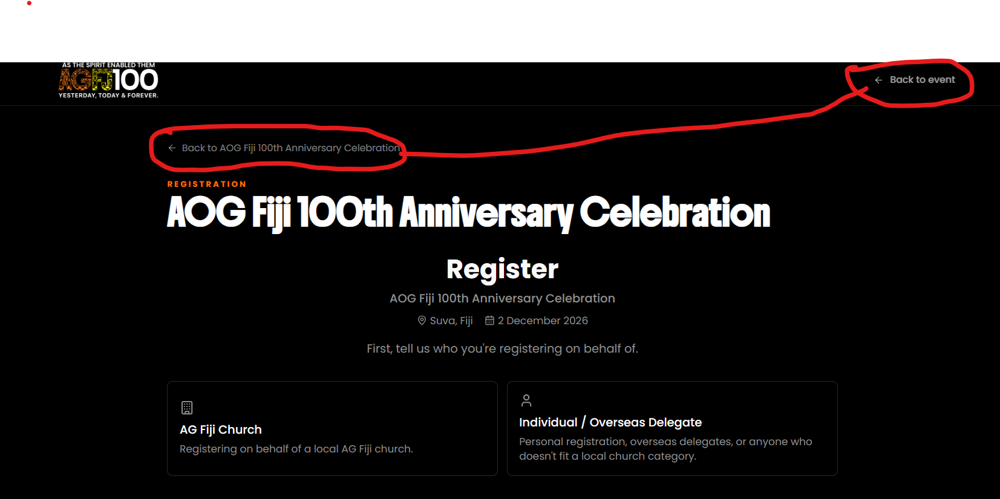 AS THE SPIRIT ENABLED THEM
AGFJ100
YESTERDAY, TODAY & FOREVER.
← Back to event
← Back to AOG Fiji 100th Anniversary Celebration
REGISTRATION
AOG Fiji 100th Anniversary Celebration
Register
AOG Fiji 100th Anniversary Celebration
Suva, Fiji 2 December 2026
First, tell us who you're registering on behalf of.
AG Fiji Church
Registering on behalf of a local AG Fiji church.
Individual / Overseas Delegate
Personal registration, overseas delegates, or anyone who
doesn't fit a local church category.